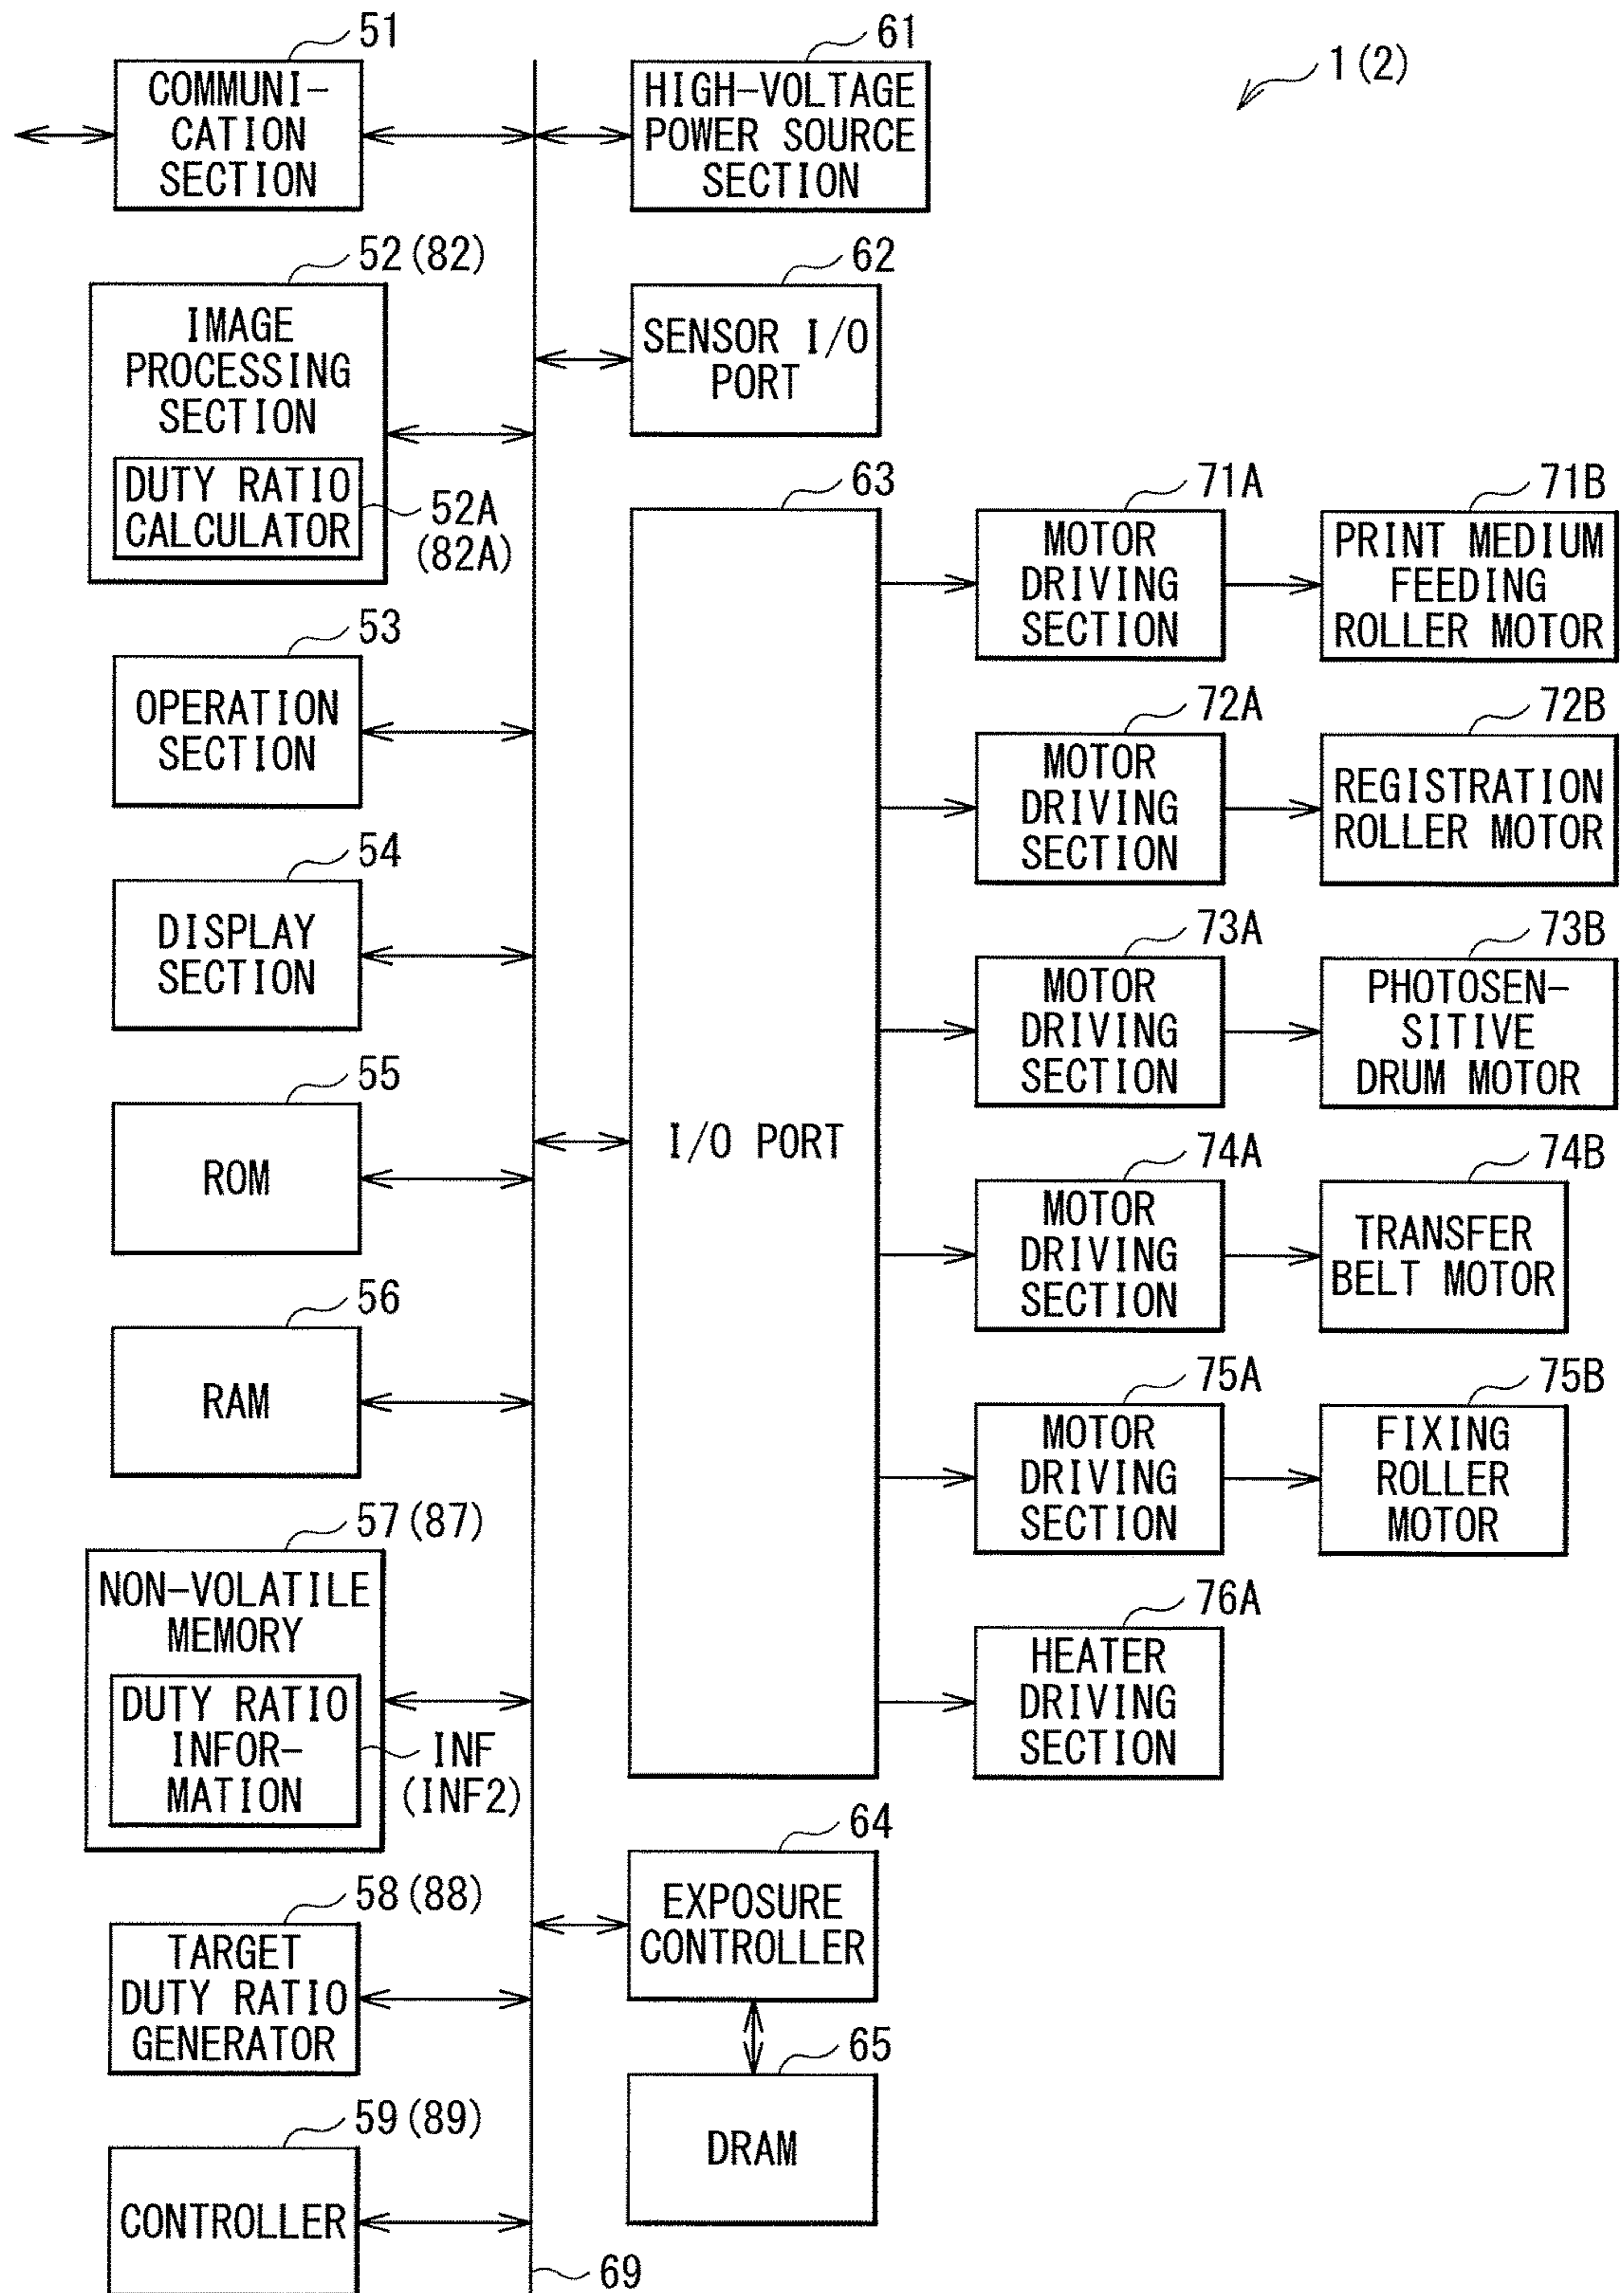 1(2)
51
COMMUNI-
CATION
SECTION
52(82)
IMAGE
PROCESSING
SECTION
DUTY RATIO
CALCULATOR
52A
(82A)
53
OPERATION
SECTION
54
DISPLAY
SECTION
55
ROM
56
RAM
57(87)
NON-VOLATILE
MEMORY
DUTY RATIO
INFOR-
MATION
INF
(INF2)
58(88)
TARGET
DUTY RATIO
GENERATOR
59(89)
CONTROLLER
69
61
HIGH-VOLTAGE
POWER SOURCE
SECTION
62
SENSOR I/O
PORT
63
I/O PORT
64
EXPOSURE
CONTROLLER
65
DRAM
71A
MOTOR
DRIVING
SECTION
71B
PRINT MEDIUM
FEEDING
ROLLER MOTOR
72A
MOTOR
DRIVING
SECTION
72B
REGISTRATION
ROLLER MOTOR
73A
MOTOR
DRIVING
SECTION
73B
PHOTOSEN-
SITIVE
DRUM MOTOR
74A
MOTOR
DRIVING
SECTION
74B
TRANSFER
BELT MOTOR
75A
MOTOR
DRIVING
SECTION
75B
FIXING
ROLLER
MOTOR
76A
HEATER
DRIVING
SECTION